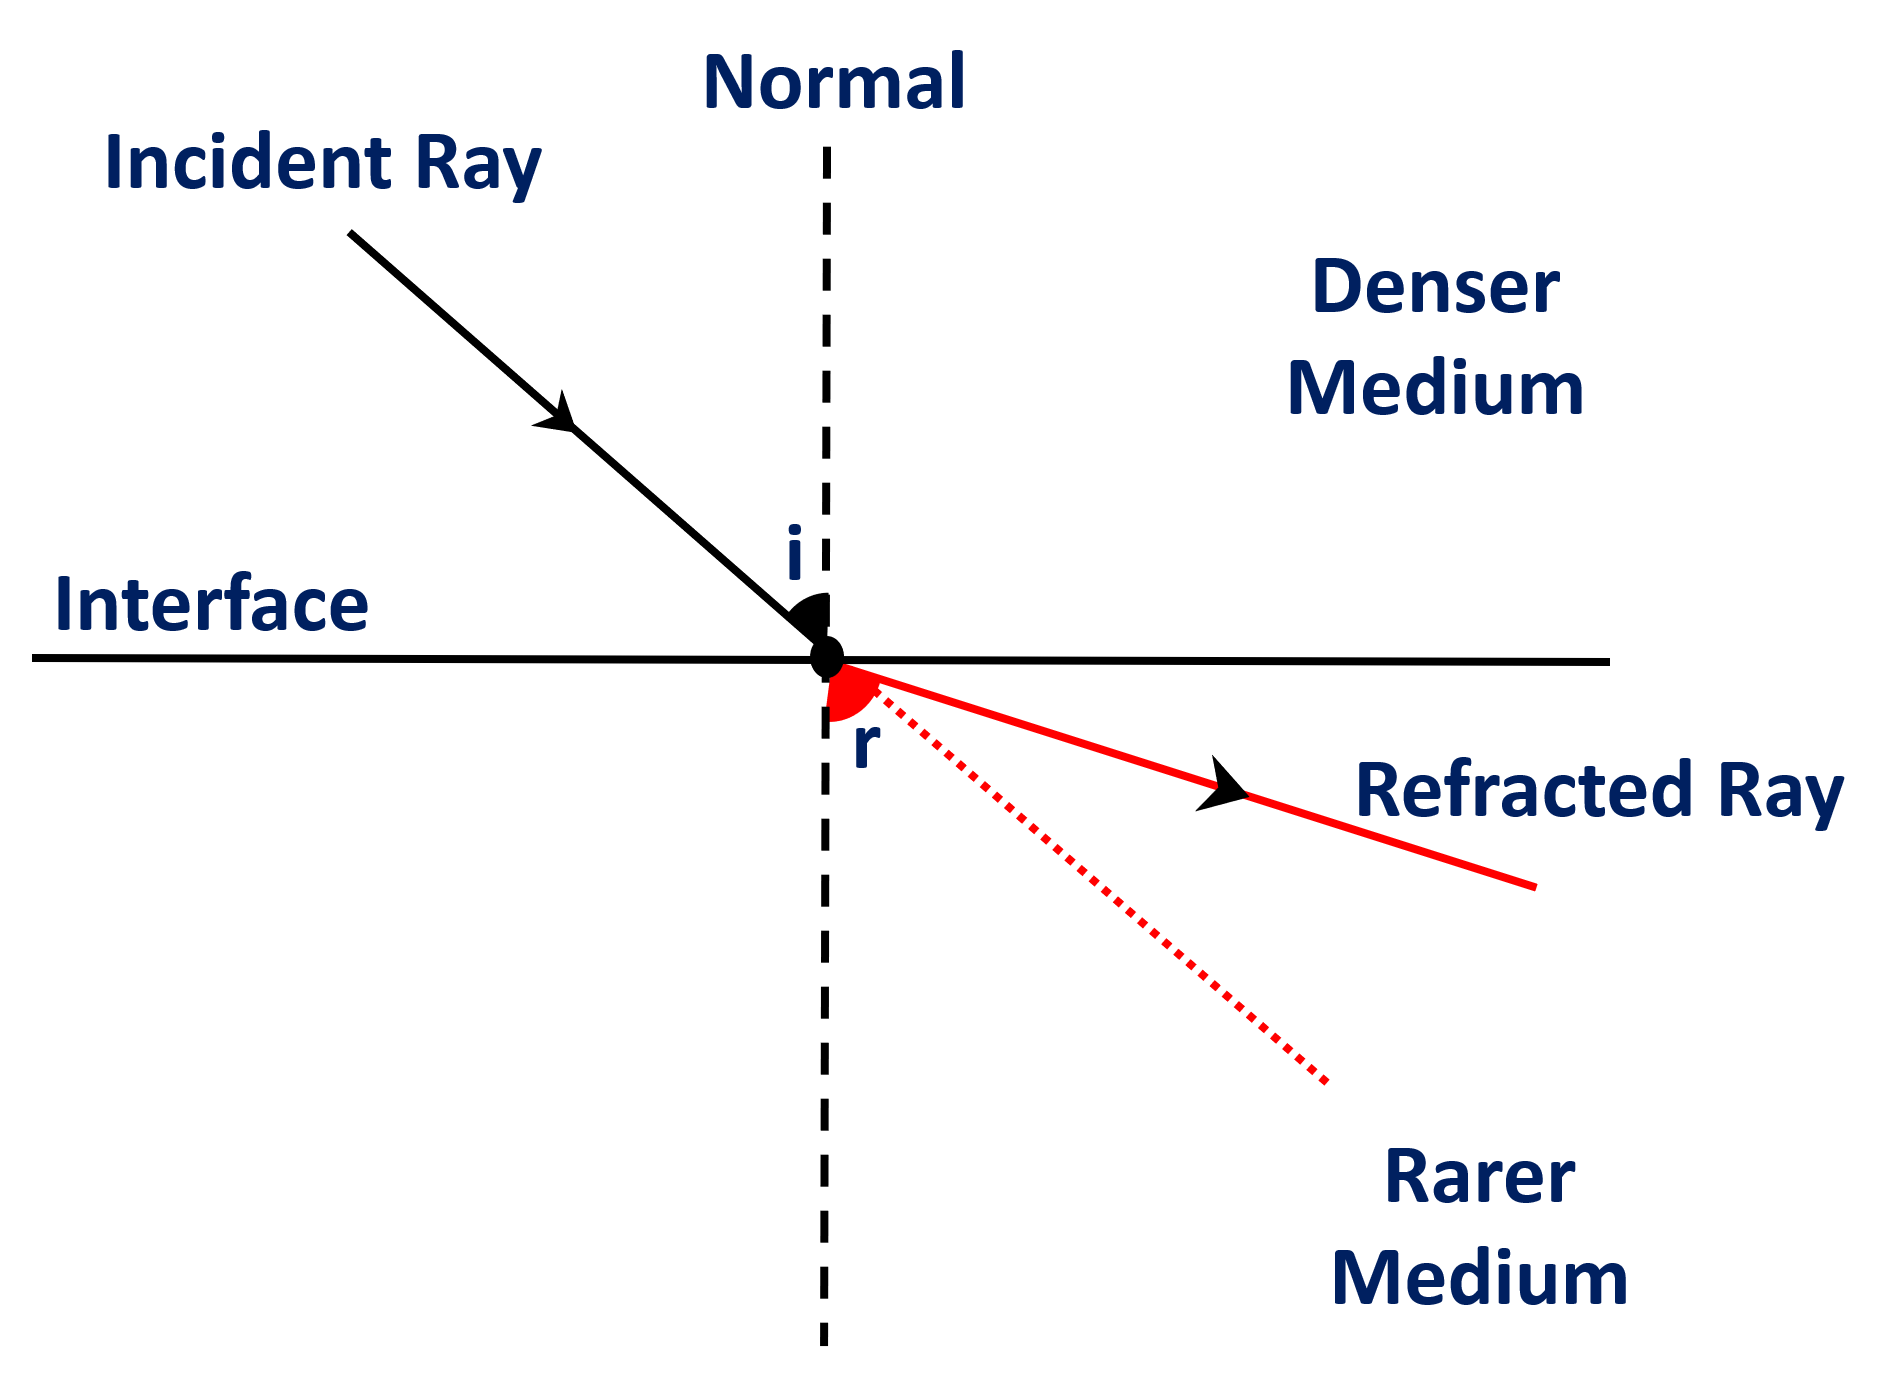 Normal
Incident Ray
Denser
Medium
i
Interface
r
Refracted Ray
Rarer
Medium